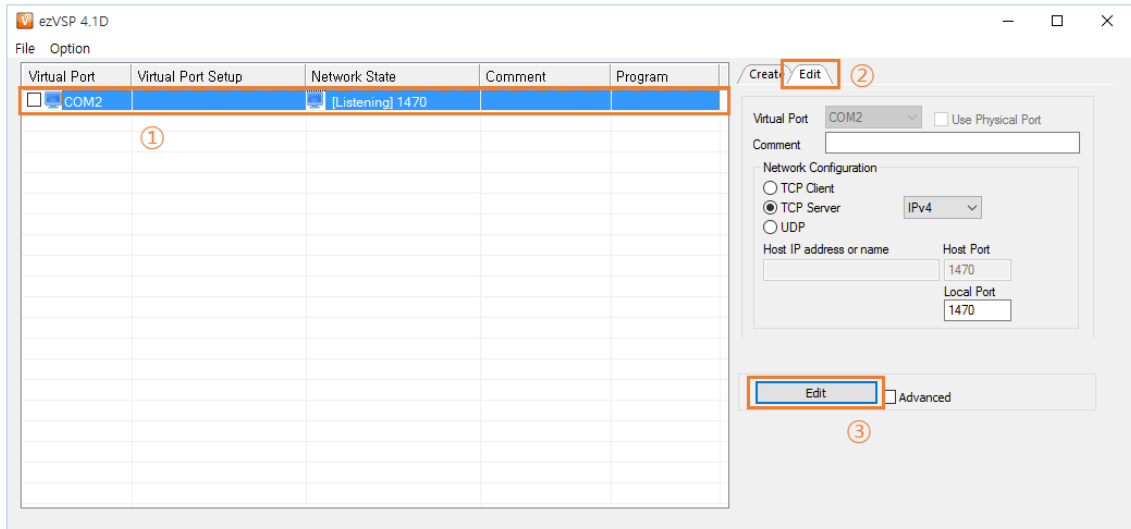 ezVSP 4.1D
File Option
Virtual Port Virtual Port Setup Network State Comment Program
COM2 [Listening] 1470
①
Create Edit ②
Virtual Port COM2 Use Physical Port
Comment
Network Configuration
TCP Client
TCP Server IPv4
UDP
Host IP address or name Host Port
1470
Local Port
1470
Edit Advanced
③